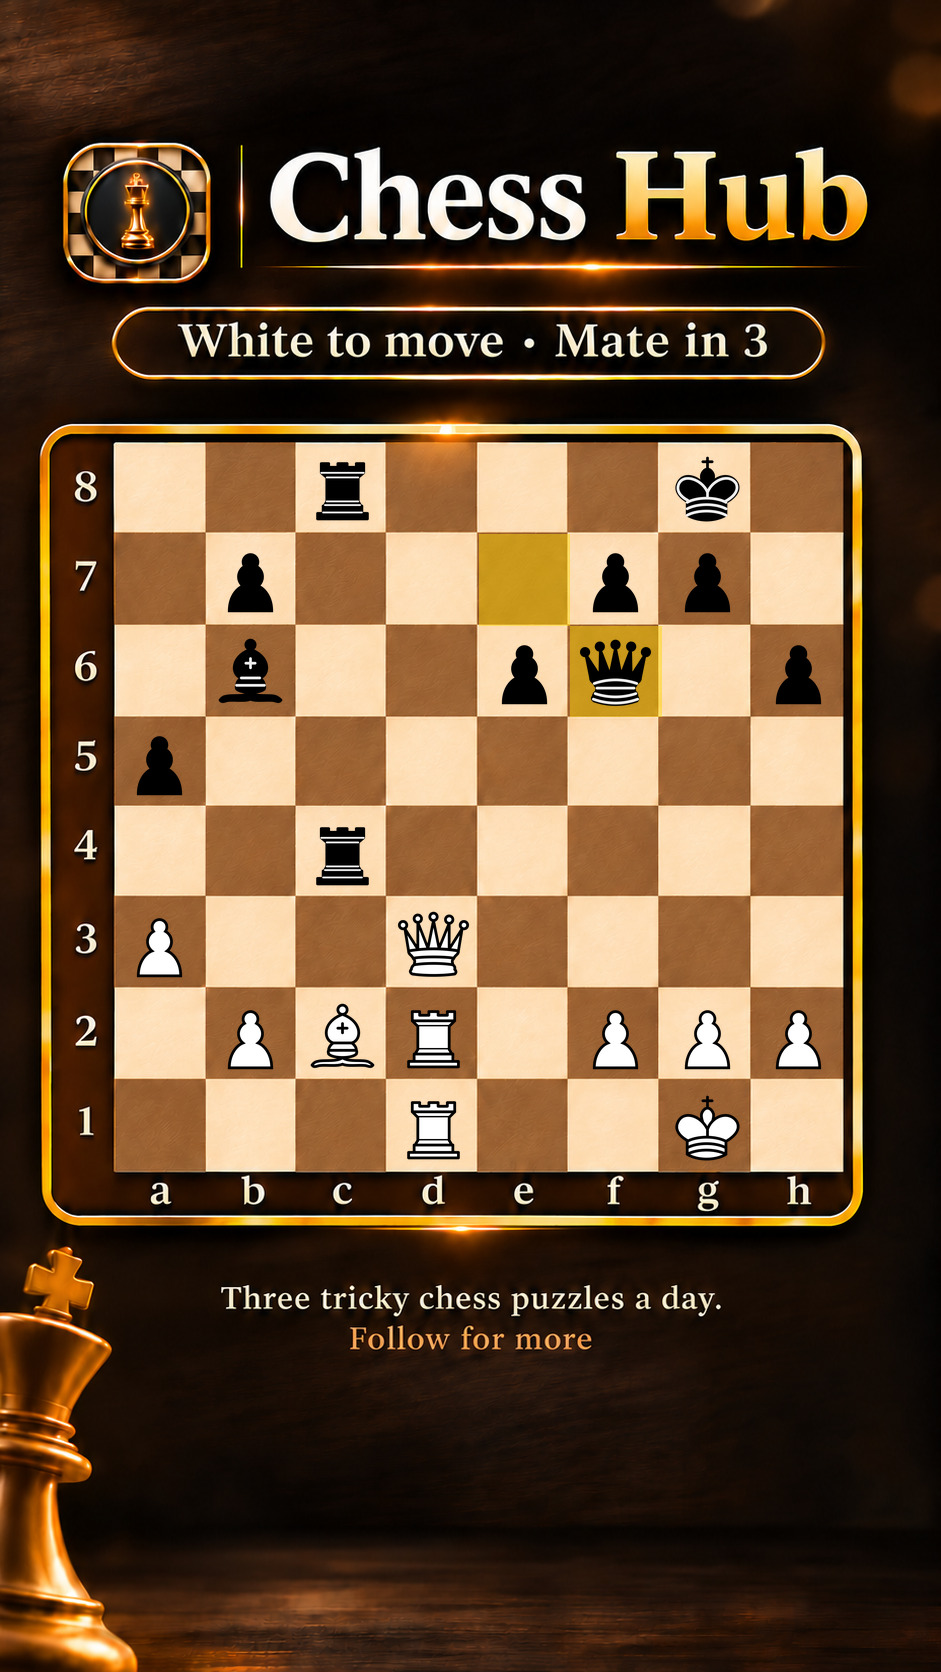 Chess Hub
White to move • Mate in 3
8
7
6
5
4
3
2
1
a b c d e f g h
Three tricky chess puzzles a day.
Follow for more